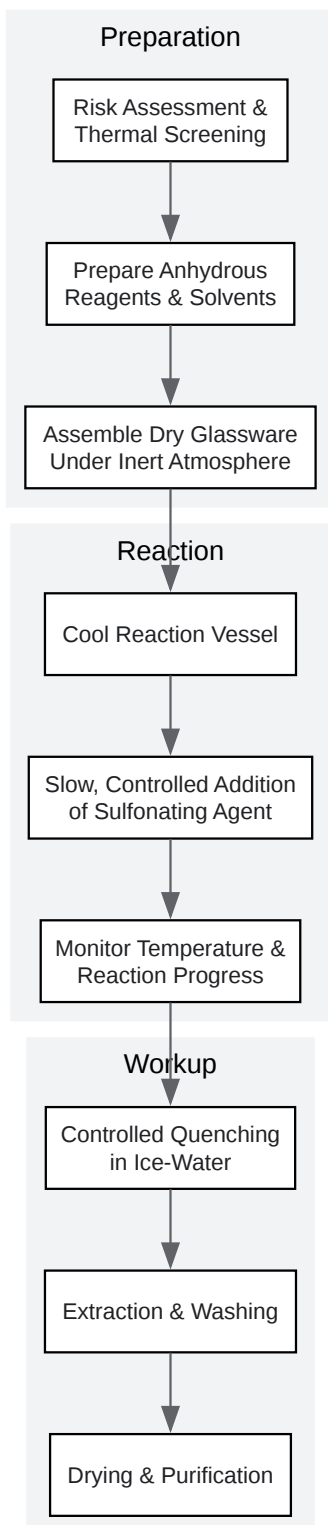 Preparation
Risk Assessment &
Thermal Screening
Prepare Anhydrous
Reagents & Solvents
Assemble Dry Glassware
Under Inert Atmosphere
Reaction
Cool Reaction Vessel
Slow, Controlled Addition
of Sulfonating Agent
Monitor Temperature &
Reaction Progress
Workup
Controlled Quenching
in Ice-Water
Extraction & Washing
Drying & Purification